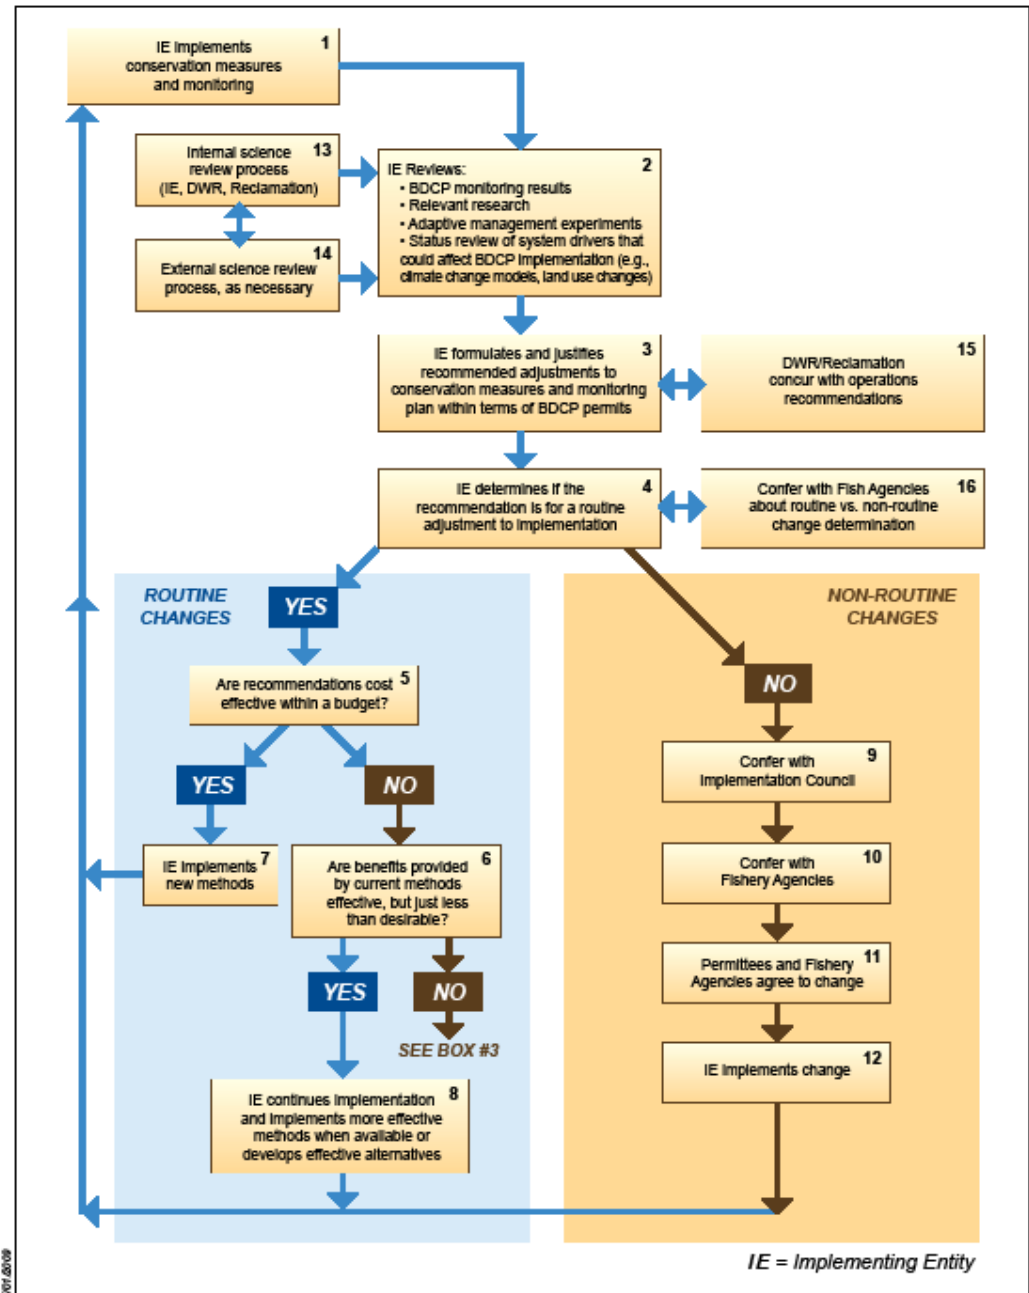 1
IE Implements
conservation measures
and monitoring
13
Internal science
review process
(IE, DWR, Reclamation)
14
External science review
process, as necessary
2
IE Reviews:
• BDCP monitoring results
• Relevant research
• Adaptive management experiments
• Status review of system drivers that
could affect BDCP Implementation (e.g.,
climate change models, land use changes)
3
IE formulates and justifies
recommended adjustments to
conservation measures and monitoring
plan within terms of BDCP permits
15
DWR/Reclamation
concur with operations
recommendations
4
IE determines if the
recommendation is for a routine
adjustment to implementation
16
Confer with Fish Agencies
about routine vs. non-routine
change determination
ROUTINE
CHANGES
YES
5
Are recommendations cost
effective within a budget?
YES
NO
7
IE Implements
new methods
6
Are benefits provided
by current methods
effective, but just less
than desirable?
YES
NO
SEE BOX #3
8
IE continues Implementation
and Implements more effective
methods when available or
develops effective alternatives
NON-ROUTINE
CHANGES
NO
9
Confer with
Implementation Council
10
Confer with
Fishery Agencies
11
Permittees and Fishery
Agencies agree to change
12
IE Implements change
IE = Implementing Entity